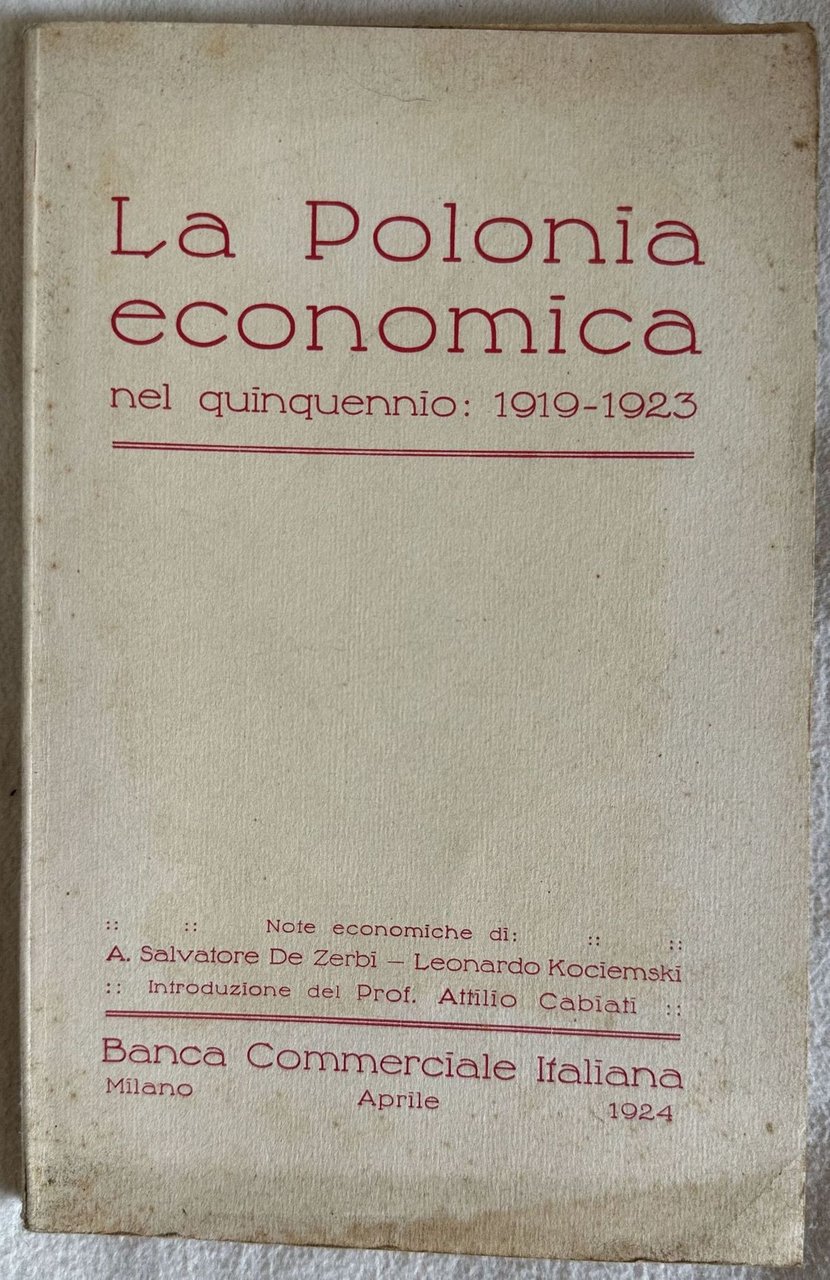 La Polonia
economica
nel quinquennio: 1919-1923
:: :: Note economiche di: :: ::
A. Salvatore De Zerbi – Leonardo Kociemski
:: Introduzione del Prof. Attilio Cabiati ::
Banca Commerciale Italiana
Milano Aprile 1924